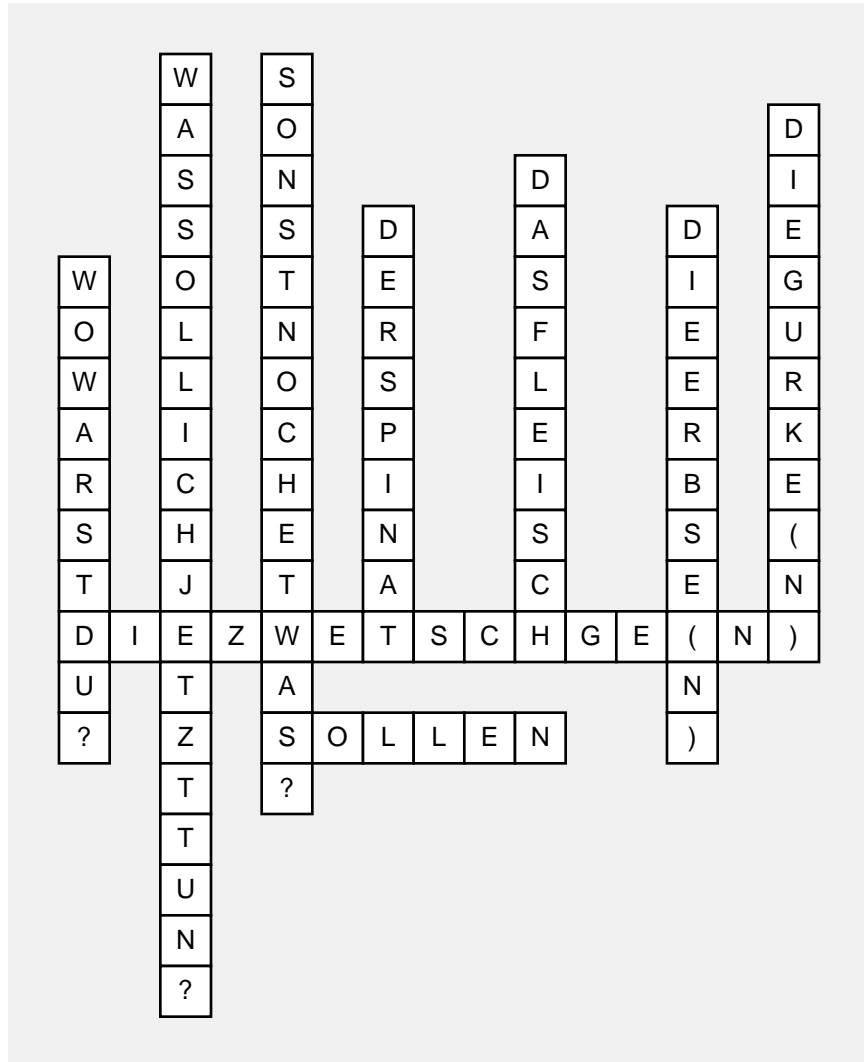 WOWARSTDU?
WASSOLLICHJETZTTUN?
SONSTNOCHETWAS?
DERSPINAT
DASFLEISCH
DIEERBSE(N)
DIEGURKE(N)
DIEZWETSCHGE(N)
SOLLEN